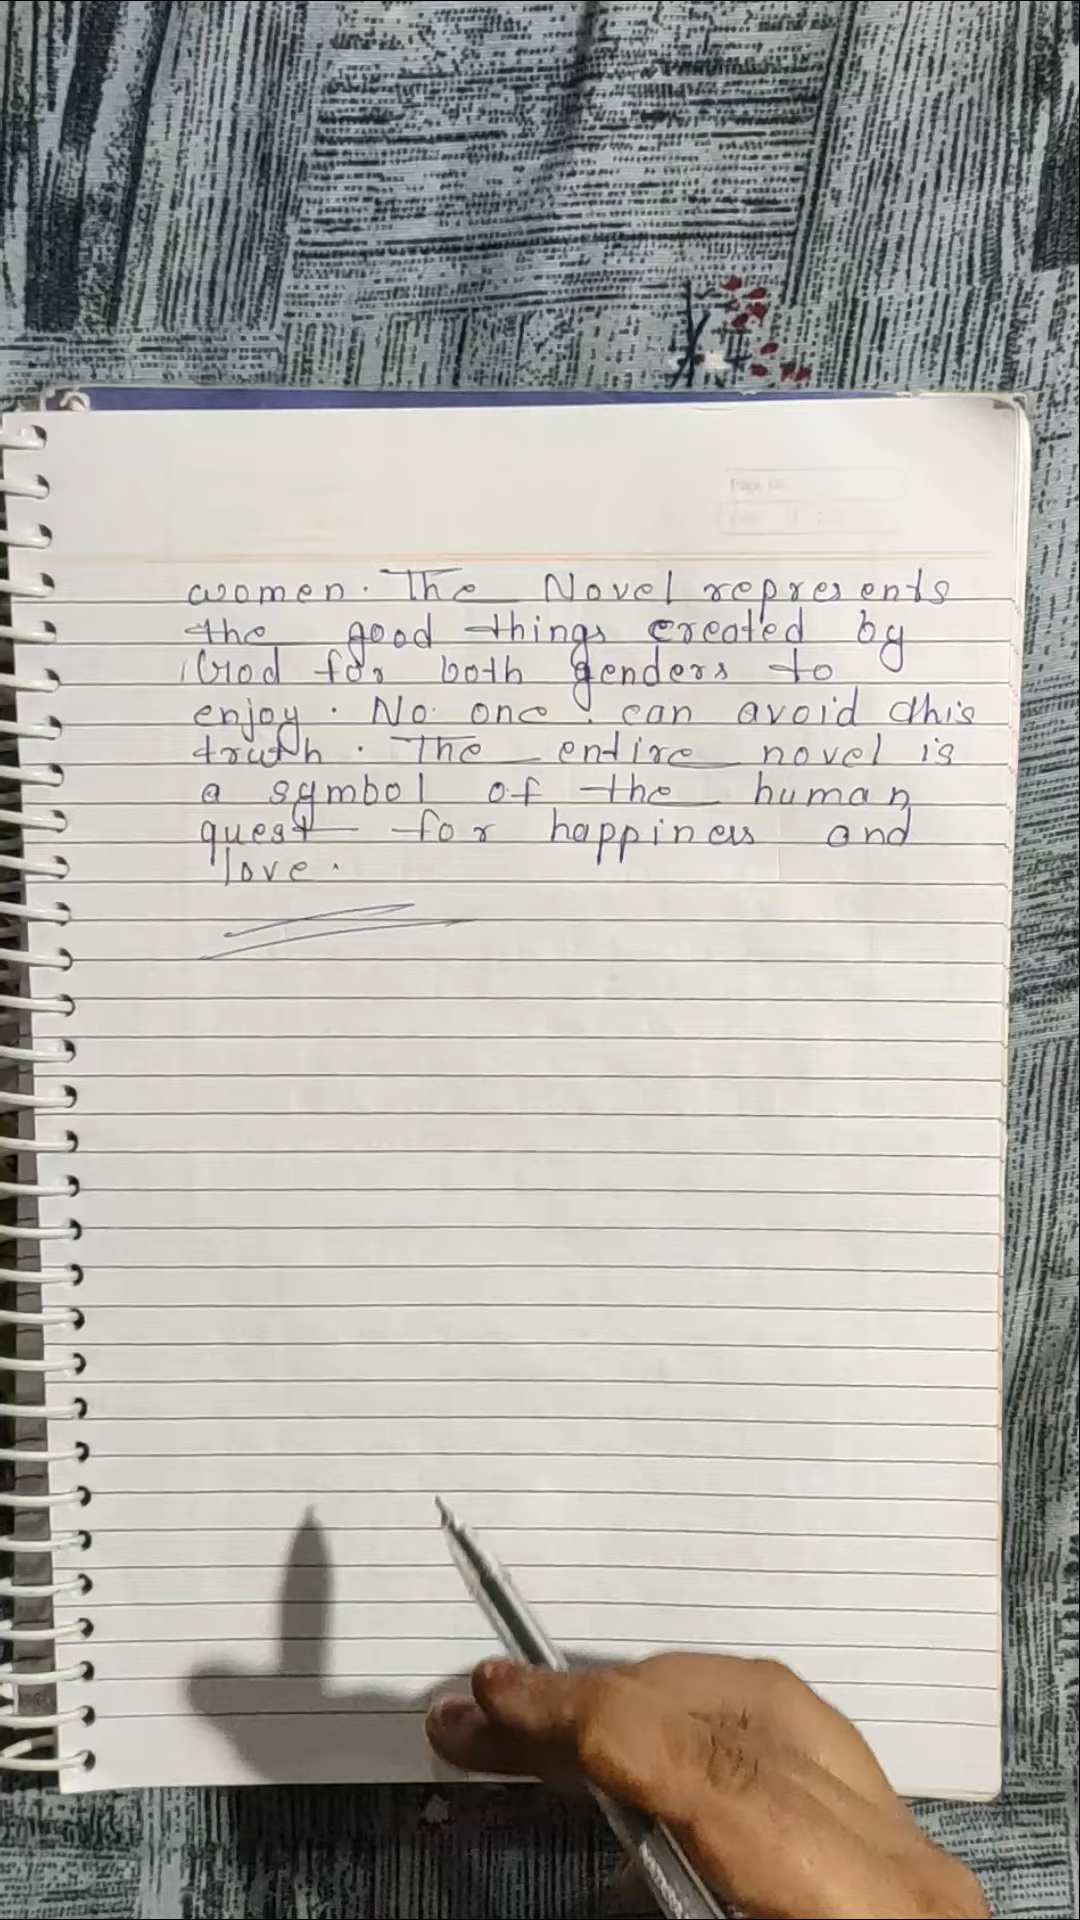 women. The Novel represents
the good things created by
God for both genders to
enjoy. No one can avoid this
truth. The entire novel is
a symbol of the human
quest for happiness and
love.